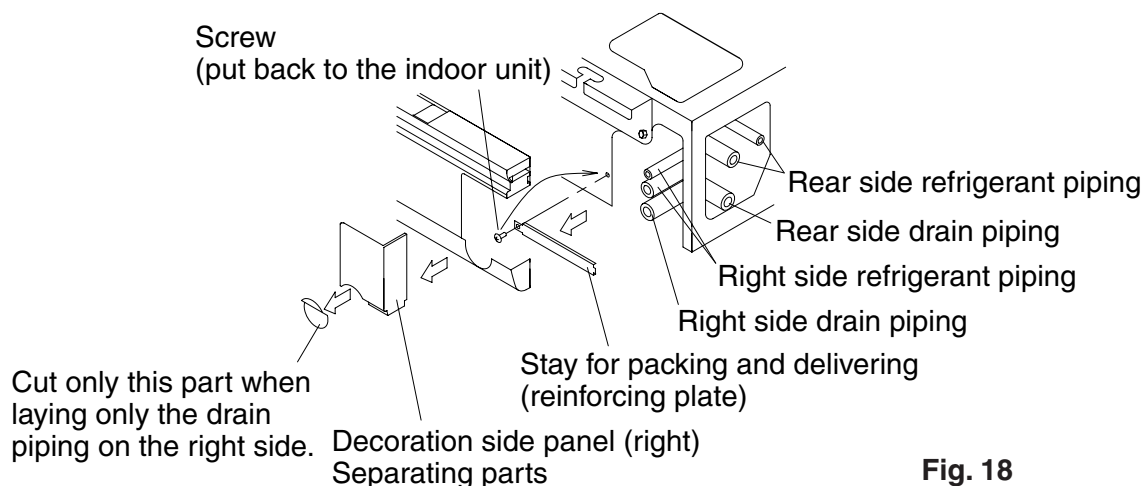 Screw
(put back to the indoor unit)
Rear side refrigerant piping
Rear side drain piping
Right side refrigerant piping
Right side drain piping
Stay for packing and delivering
(reinforcing plate)
Cut only this part when
laying only the drain
piping on the right side.
Decoration side panel (right)
Separating parts
Fig. 18